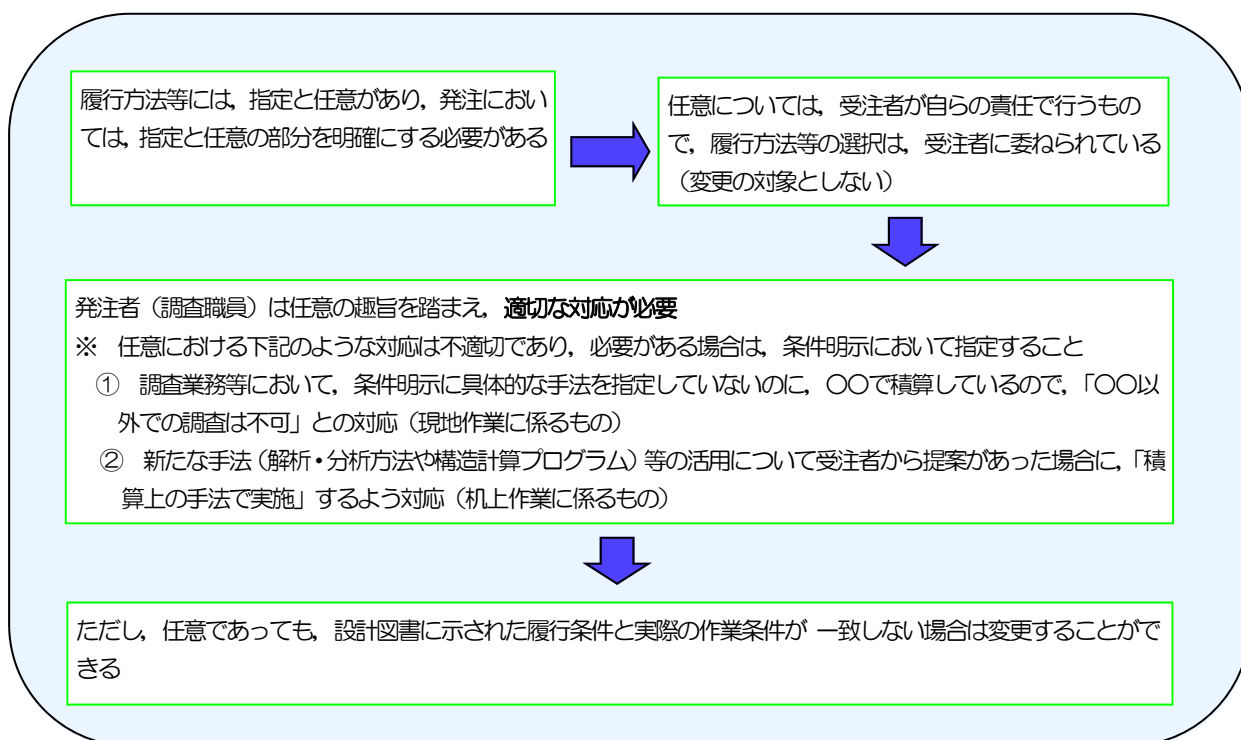 履行方法等には，指定と任意があり，発注におい
ては，指定と任意の部分を明確にする必要がある
任意については，受注者が自らの責任で行うもの
で，履行方法等の選択は，受注者に委ねられている
（変更の対象としない）
発注者（調査職員）は任意の趣旨を踏まえ，適切な対応が必要
※　任意における下記のような対応は不適切であり，必要がある場合は，条件明示において指定すること
①　調査業務等において，条件明示に具体的な手法を指定していないのに，〇〇で積算しているので，「〇〇以
外での調査は不可」との対応（現地作業に係るもの）
②　新たな手法（解析・分析方法や構造計算プログラム）等の活用について受注者から提案があった場合に，「積
算上の手法で実施」するよう対応（机上作業に係るもの）
ただし，任意であっても，設計図書に示された履行条件と実際の作業条件が 一致しない場合は変更することがで
きる